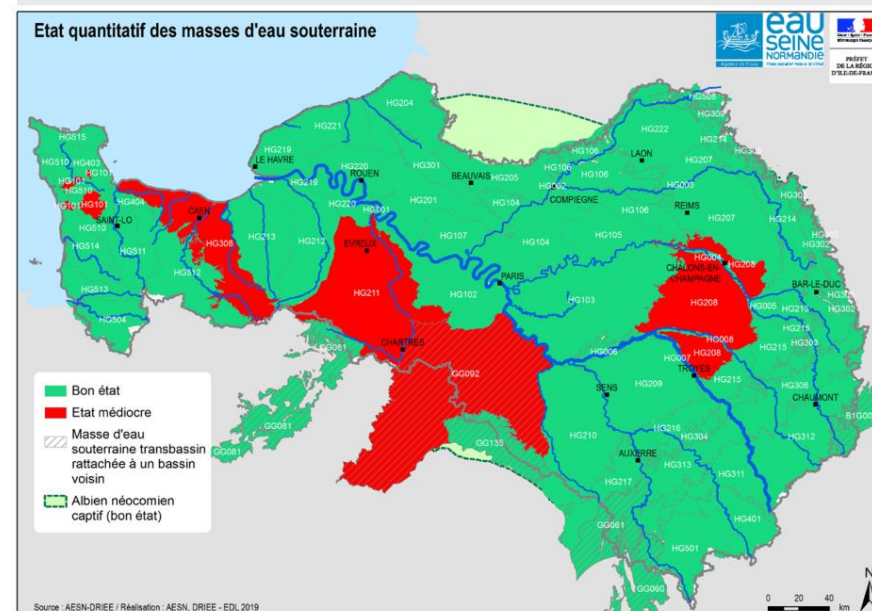 Etat quantitatif des masses d'eau souterraine
eau
SEINE
NORMANDIE
PRÉFET
DE LA RÉGION
D'ILE-DE-FRANCE
HG204
HG221
HG219
LE HAVRE
HG220
ROUEN
HG219
HG220
HG301
HG201
HG107
BEAUVAIS
HG205
HG104
HG106
HG106
HG106
HG002
COMPIEGNE
HG222
LAON
HG214
HG207
HG003
REIMS
HG207
HG214
HG302
HG515
HG510
HG403
HG101
HG101
HG510
HG101
HG404
SAINT-LO
HG510
HG511
HG514
HG513
HG504
HG512
CAEN
HG308
HG213
HG212
EVREUX
HG211
HG102
PARIS
HG103
HG104
HG105
HG106
HG004
HG208
CHALONS-EN-
CHAMPAGNE
HG208
HG005
BAR-LE-DUC
HG215
HG302
HG215
HG303
HG215
HG008
HG208
HG007
TROYES
HG215
HG006
CHARTRES
GG092
GG081
GG081
GG081
GG135
SENS
HG209
HG210
HG216
HG304
AUXERRE
HG313
HG217
HG311
HG306
CHAUMONT
HG312
HG401
HG501
GG061
GG060
Bon état
Etat médiocre
Masse d'eau
souterraine transbassin
rattachée à un bassin
voisin
Albien néocomien
captif (bon état)
N
0 20 40
km
Source : AESN-DRIEE / Réalisation : AESN, DRIEE - EDL 2019